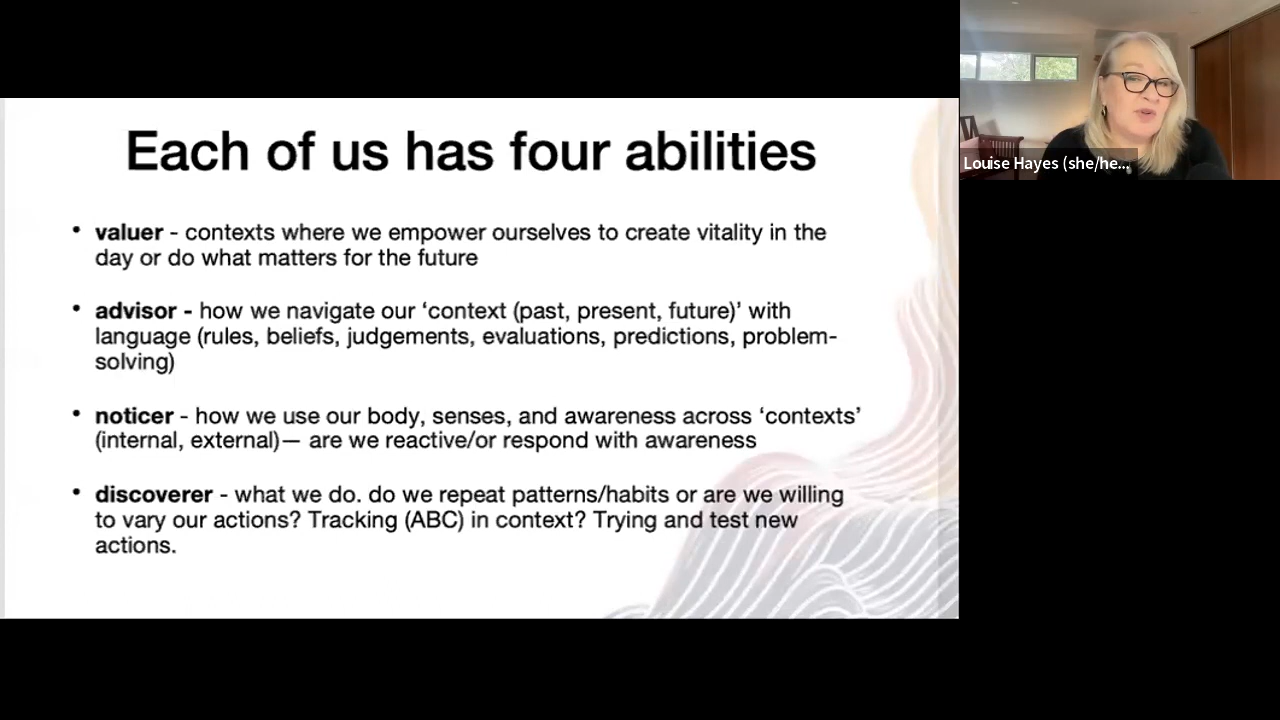 Each of us has four abilities
• valuer - contexts where we empower ourselves to create vitality in the
day or do what matters for the future
• advisor - how we navigate our ‘context (past, present, future)’ with
language (rules, beliefs, judgements, evaluations, predictions, problem-
solving)
• noticer - how we use our body, senses, and awareness across ‘contexts’
(internal, external)— are we reactive/or respond with awareness
• discoverer - what we do. do we repeat patterns/habits or are we willing
to vary our actions? Tracking (ABC) in context? Trying and test new
actions.
Louise Hayes (she/he...